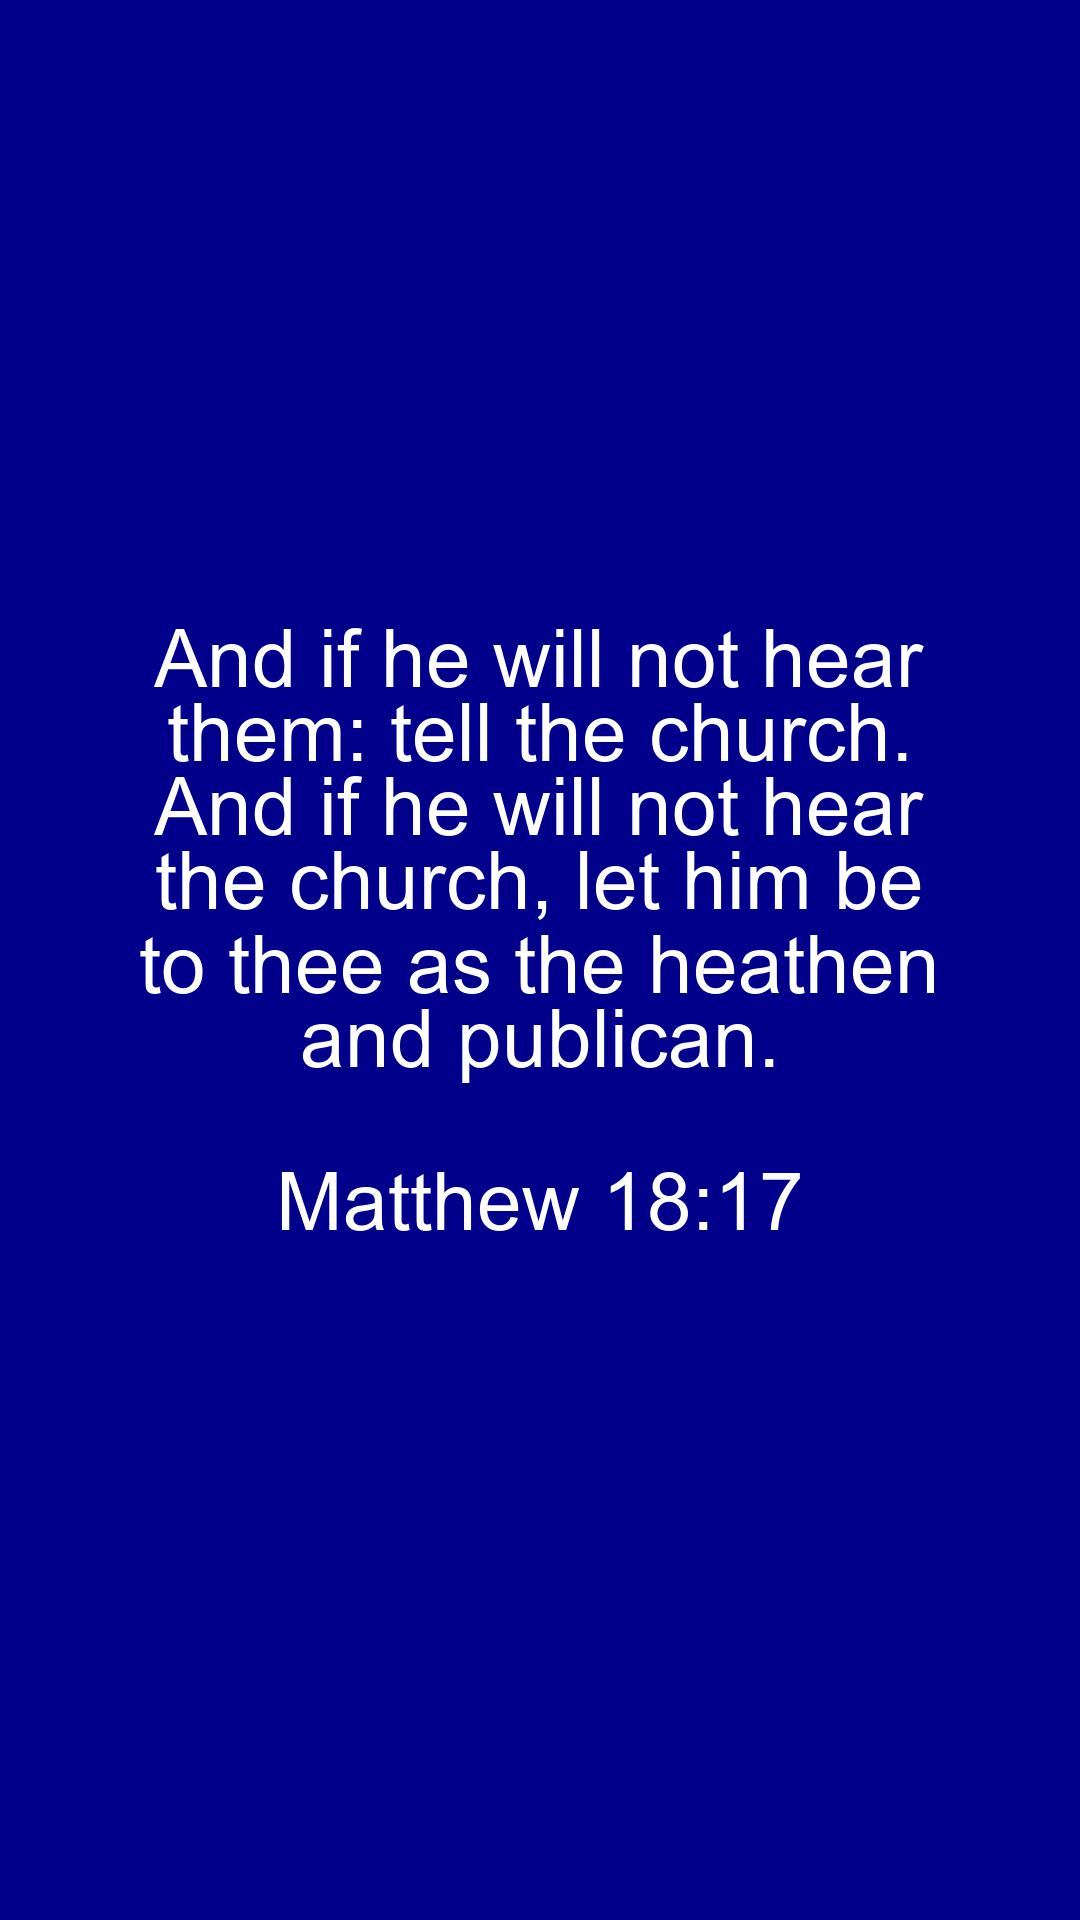 And if he will not hear
them: tell the church.
And if he will not hear
the church, let him be
to thee as the heathen
and publican.
Matthew 18:17